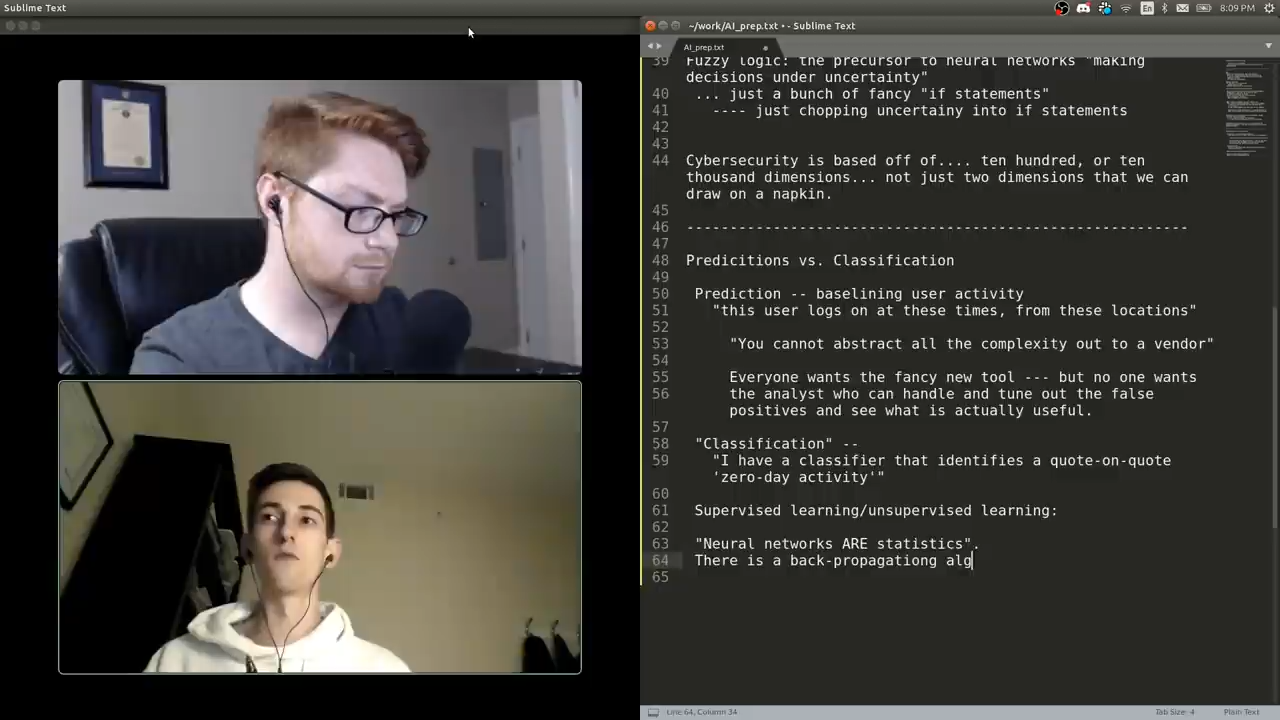 Sublime Text
En
8:09 PM
~/work/AI_prep.txt • - Sublime Text
AI_prep.txt
39 Fuzzy logic: the precursor to neural networks "making
decisions under uncertainty"
40 ... just a bunch of fancy "if statements"
41 ---- just chopping uncertainy into if statements
42
43
44 Cybersecurity is based off of.... ten hundred, or ten
thousand dimensions... not just two dimensions that we can
draw on a napkin.
45
46 ----------------------------------------------------------
47
48 Predicitions vs. Classification
49
50 Prediction -- baselining user activity
51 "this user logs on at these times, from these locations"
52
53 "You cannot abstract all the complexity out to a vendor"
54
55 Everyone wants the fancy new tool --- but no one wants
56 the analyst who can handle and tune out the false
positives and see what is actually useful.
57
58 "Classification" --
59 "I have a classifier that identifies a quote-on-quote
'zero-day activity'"
60
61 Supervised learning/unsupervised learning:
62
63 "Neural networks ARE statistics".
64 There is a back-propagationg alg
65
Line 64, Column 34
Tab Size: 4
Plain Text